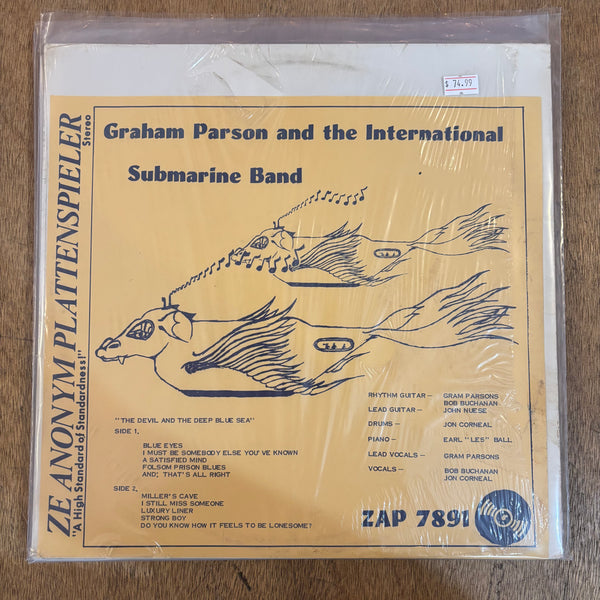 $ 74.99
ZE ANONYM PLATTENSPIELER
Stereo
"A High Standard of Standardness!"
Graham Parson and the International
Submarine Band
"THE DEVIL AND THE DEEP BLUE SEA"
SIDE 1.
BLUE EYES
I MUST BE SOMEBODY ELSE YOU'VE KNOWN
A SATISFIED MIND
FOLSOM PRISON BLUES
AND; THAT'S ALL RIGHT
SIDE 2.
MILLER'S CAVE
I STILL MISS SOMEONE
LUXURY LINER
STRONG BOY
DO YOU KNOW HOW IT FEELS TO BE LONESOME?
RHYTHM GUITAR – GRAM PARSONS
BOB BUCHANAN
LEAD GUITAR – JOHN NUESE
DRUMS – JON CORNEAL
PIANO – EARL "LES" BALL
LEAD VOCALS – GRAM PARSONS
VOCALS – BOB BUCHANAN
JON CORNEAL
ZAP 7891